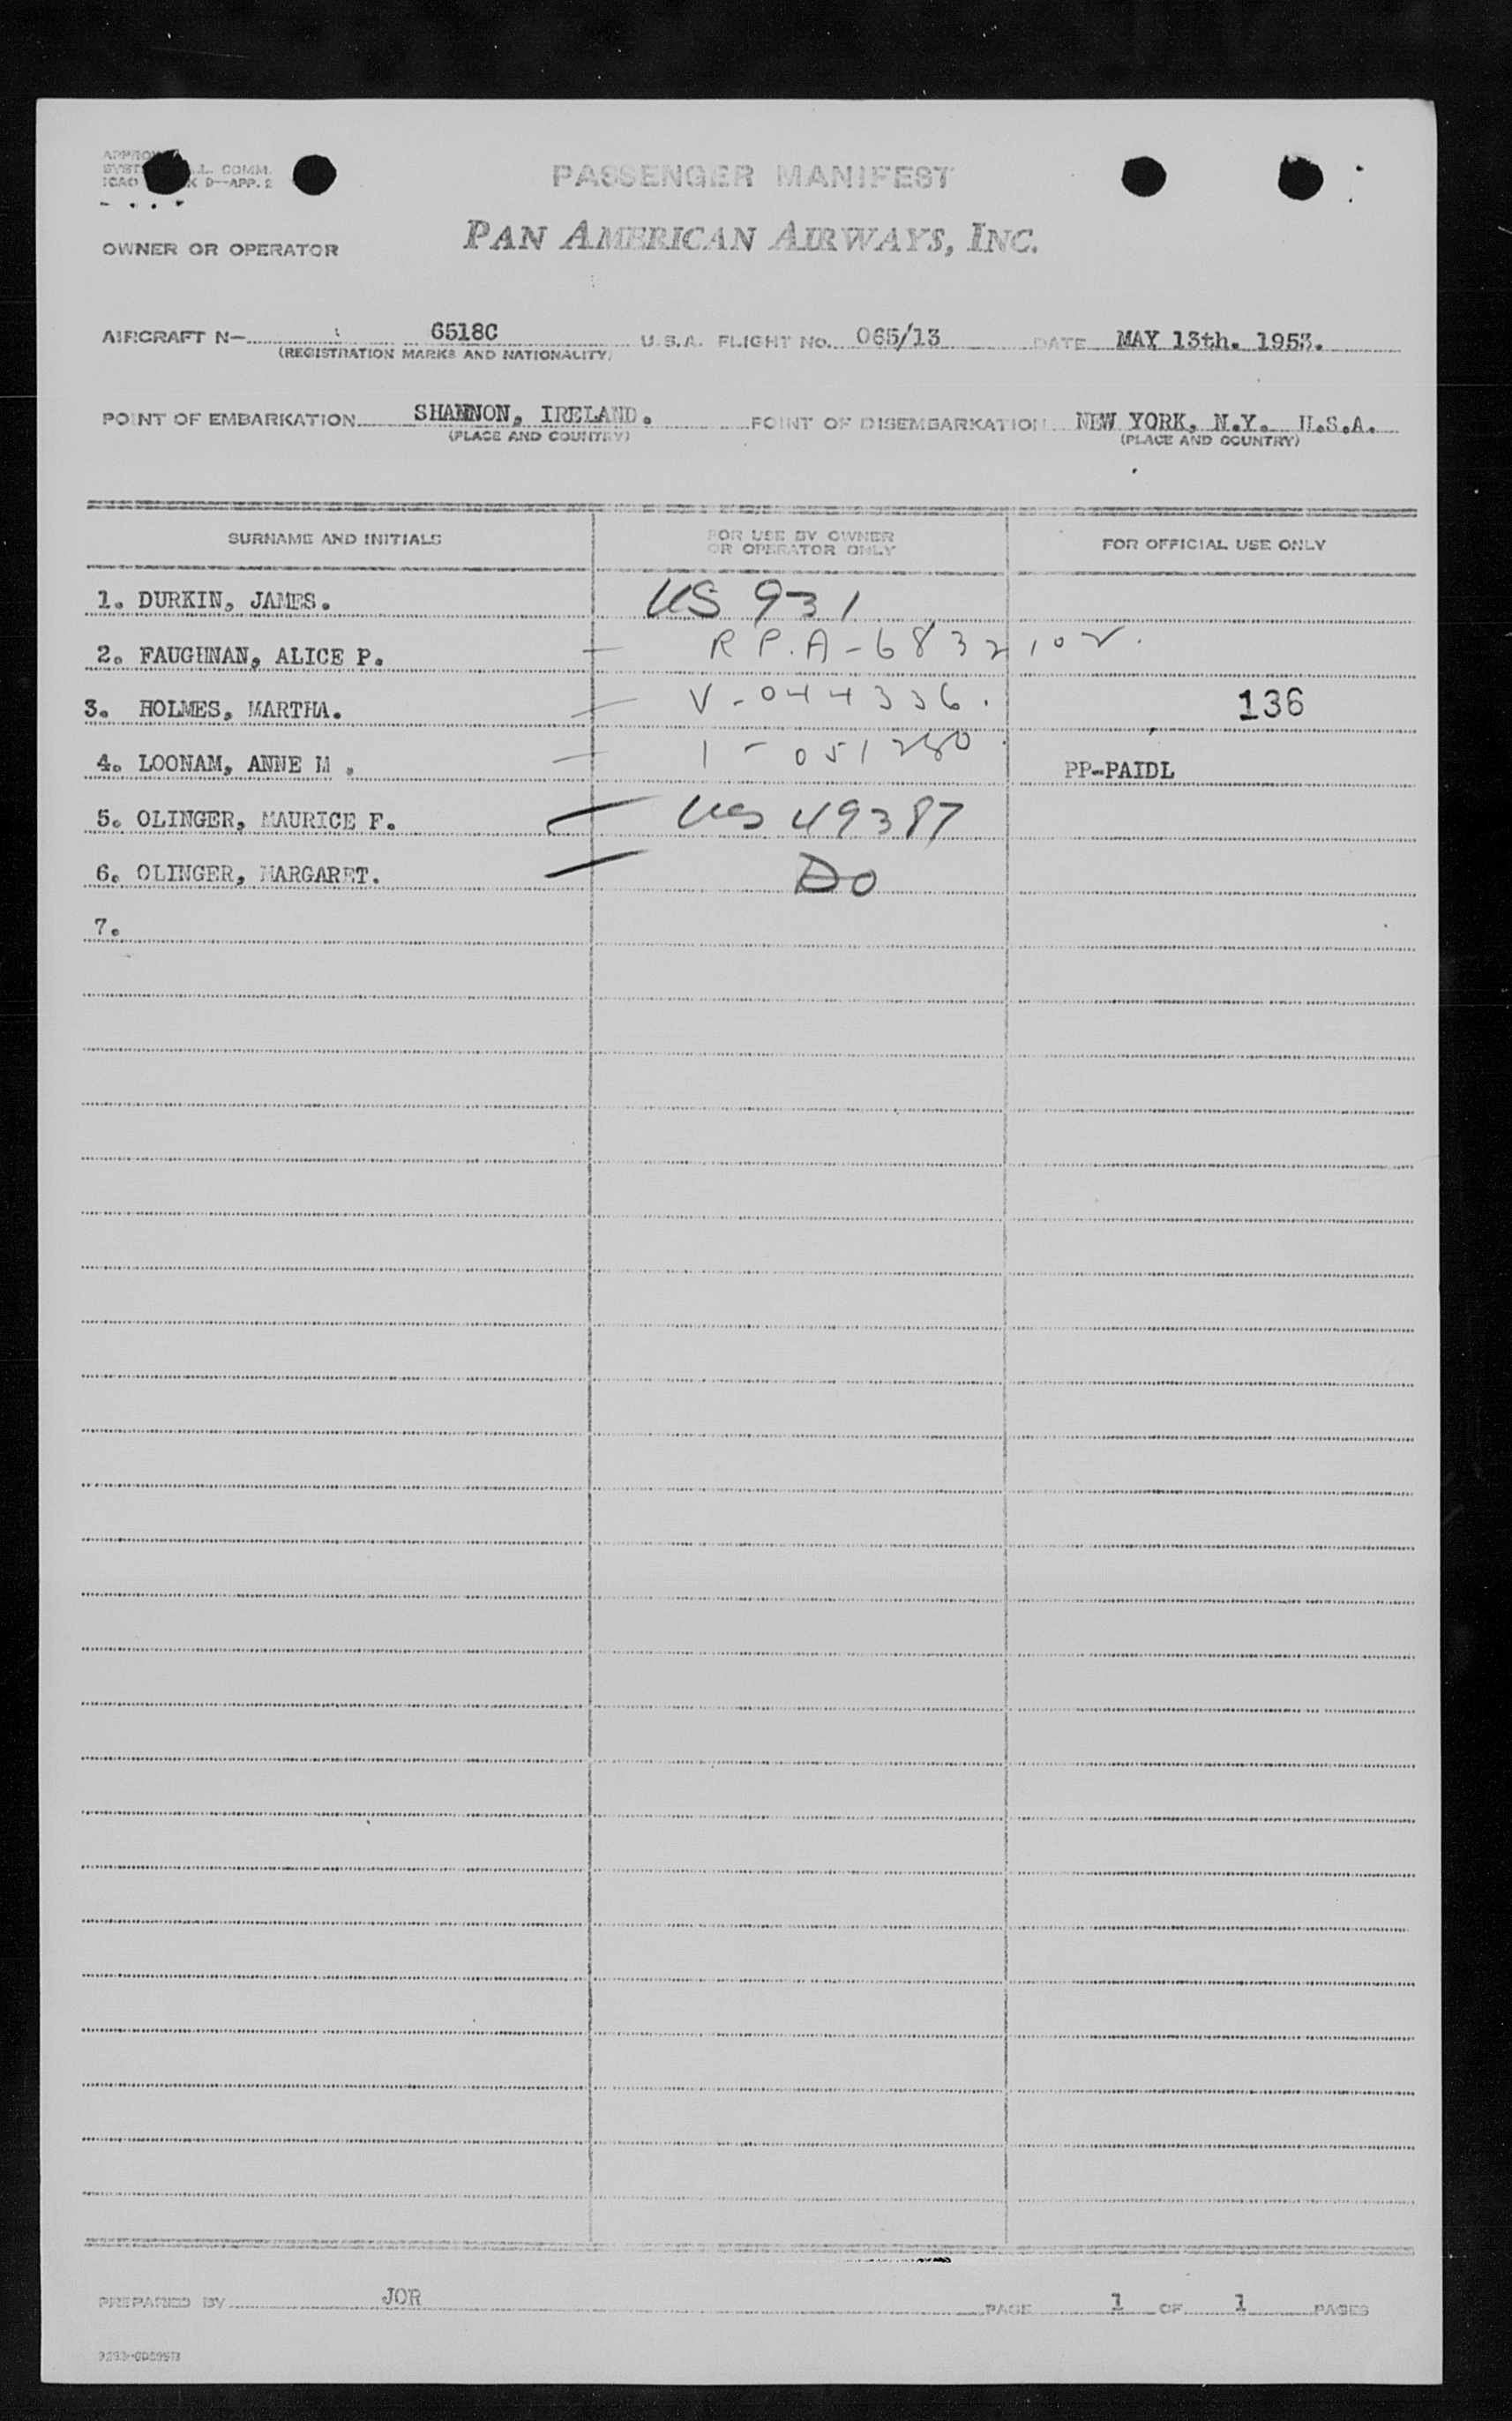 PASSENGER MANIFEST
D—APP. 2
OWNER OR OPERATOR
PAN AMERICAN AIRWAYS, INC.
AIRCRAFT N— 6518C U.S.A. FLIGHT NO. 065/13 DATE MAY 13th. 1953.
(REGISTRATION MARKS AND NATIONALITY)
POINT OF EMBARKATION SHANNON, IRELAND. POINT OF DISEMBARKATION NEW YORK, N.Y. U.S.A.
(PLACE AND COUNTRY) (PLACE AND COUNTRY)
SURNAME AND INITIALS FOR USE BY OWNER OR OPERATOR ONLY FOR OFFICIAL USE ONLY
1. DURKIN, JAMES. US 931
2. FAUGHNAN, ALICE P. — R P.A-6832102.
3. HOLMES, MARTHA. — V-044336. 136
4. LOONAM, ANNE M . — 1-051280. PP-PAIDL
5. OLINGER, MAURICE F. — US 49387
6. OLINGER, MARGARET. — Do
7.
PREPARED BY JOR PAGE 1 OF 1 PAGES